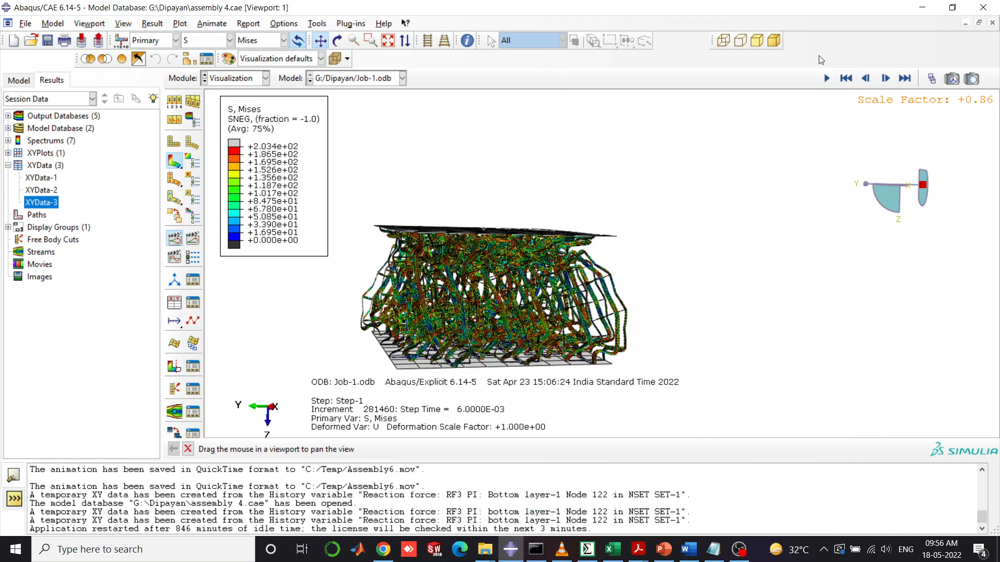 Abaqus/CAE 6.14-5 - Model Database: G:\Dipayan\assembly 4.cae [Viewport: 1]
File Model Viewport View Result Plot Animate Report Options Tools Plug-ins Help
Primary S Mises All
Visualization defaults
Model Results Module: Visualization Model: G:/Dipayan/Job-1.odb
Session Data
Output Databases (5)
Model Database (2)
Spectrums (7)
XYPlots (1)
XYData (3)
XYData-1
XYData-2
XYData-3
Paths
Display Groups (1)
Free Body Cuts
Streams
Movies
Images
Scale Factor: +0.86
S, Mises
SNEG, (fraction = -1.0)
(Avg: 75%)
+2.034e+02
+1.865e+02
+1.695e+02
+1.526e+02
+1.356e+02
+1.187e+02
+1.017e+02
+8.475e+01
+6.780e+01
+5.085e+01
+3.390e+01
+1.695e+01
+0.000e+00
Y X
Z
ODB: Job-1.odb Abaqus/Explicit 6.14-5 Sat Apr 23 15:06:24 India Standard Time 2022
Step: Step-1
Increment 281460: Step Time = 6.0000E-03
Primary Var: S, Mises
Deformed Var: U Deformation Scale Factor: +1.000e+00
Y X
Z
Drag the mouse in a viewport to pan the view
SIMULIA
The animation has been saved in QuickTime format to "C:/Temp/Assembly6.mov".
The animation has been saved in QuickTime format to "C:/Temp/Assembly6.mov".
A temporary XY data has been created from the History variable "Reaction force: RF3 PI: Bottom layer-1 Node 122 in NSET SET-1".
The model database "G:\Dipayan\assembly 4.cae" has been opened.
A temporary XY data has been created from the History variable "Reaction force: RF3 PI: bottom layer-1 Node 122 in NSET SET-1".
A temporary XY data has been created from the History variable "Reaction force: RF3 PI: bottom layer-1 Node 122 in NSET SET-1".
Application restarted after 846 minutes of idle time; the license will be checked within the next 3 minutes.
Type here to search
32°C ENG
09:56 AM
18-05-2022
4